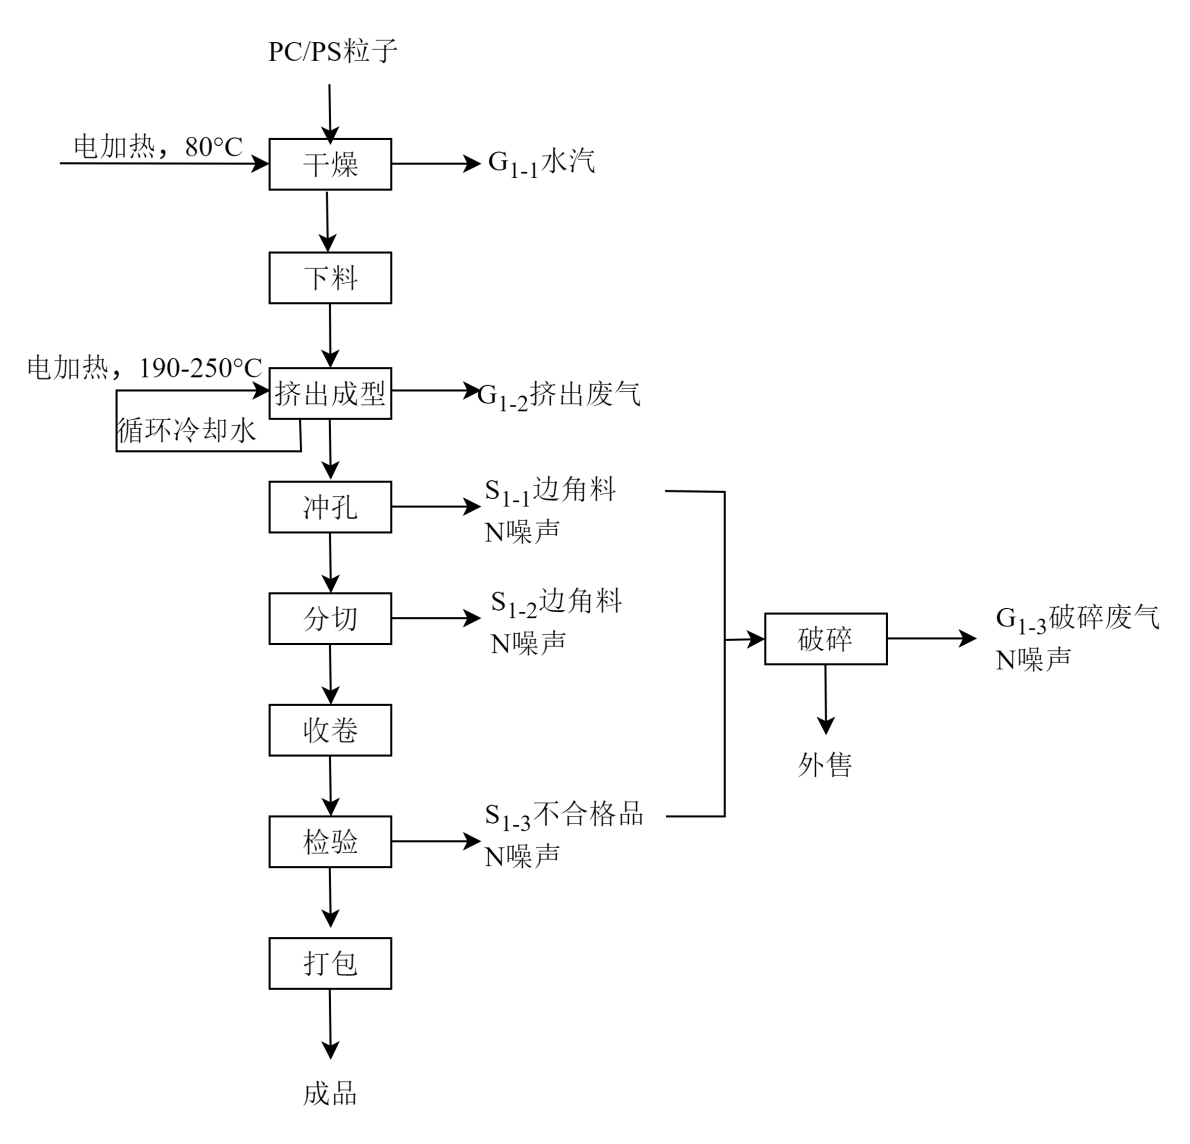 PC/PS粒子
电加热，80°C
干燥
G1-1水汽
下料
电加热，190-250°C
挤出成型
G1-2挤出废气
循环冷却水
冲孔
S1-1边角料
N噪声
分切
S1-2边角料
N噪声
破碎
G1-3破碎废气
N噪声
收卷
外售
检验
S1-3不合格品
N噪声
打包
成品